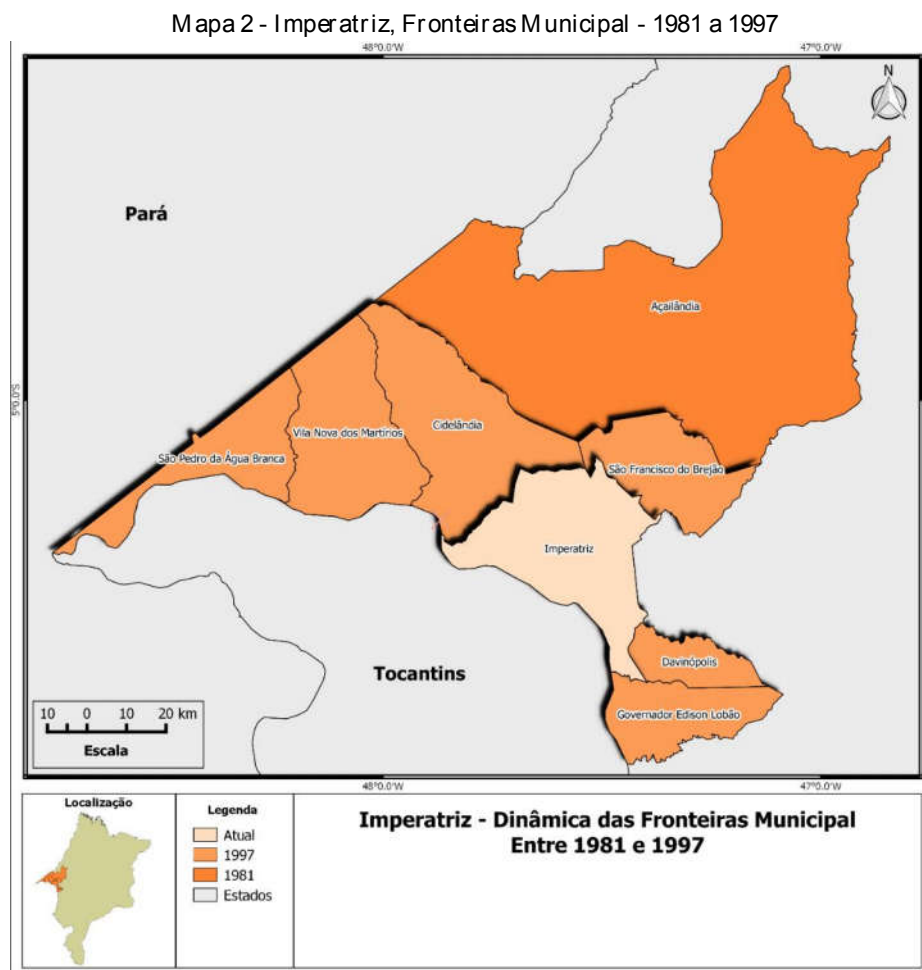 Mapa 2 - Imperatriz, Fronteiras Municipal - 1981 a 1997
48°0.0'W
47°0.0'W
N
Pará
Açailândia
5°0.0'S
Cidelândia
Vila Nova dos Martírios
São Pedro da Água Branca
São Francisco do Brejão
Imperatriz
Davinópolis
Tocantins
Governador Edison Lobão
10 0 10 20 km
Escala
48°0.0'W
47°0.0'W
Localização
Legenda
Atual
1997
1981
Estados
Imperatriz - Dinâmica das Fronteiras Municipal
Entre 1981 e 1997